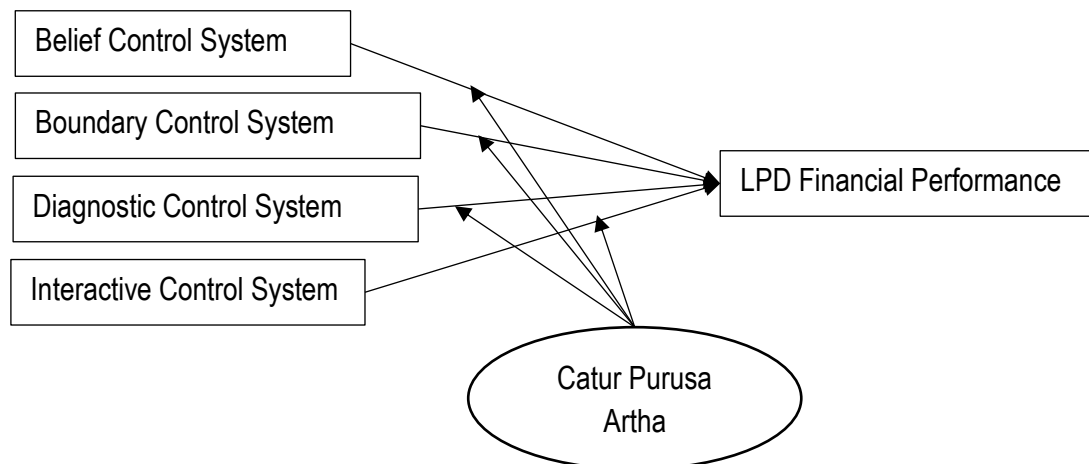 Belief Control System
Boundary Control System
LPD Financial Performance
Diagnostic Control System
Interactive Control System
Catur Purusa
Artha